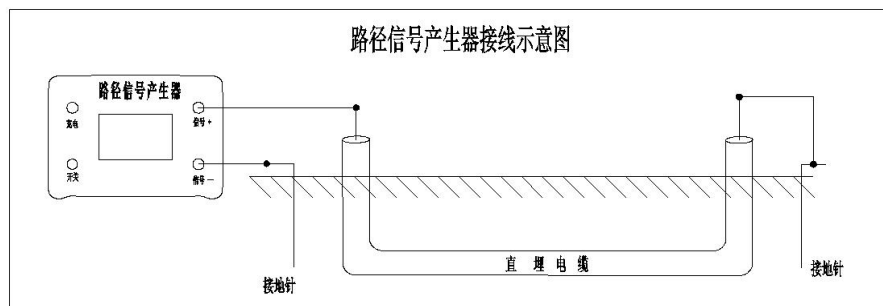 路径信号产生器接线示意图
路径信号产生器
充电
信号 +
开关
信号 —
接地针
直埋电缆
接地针